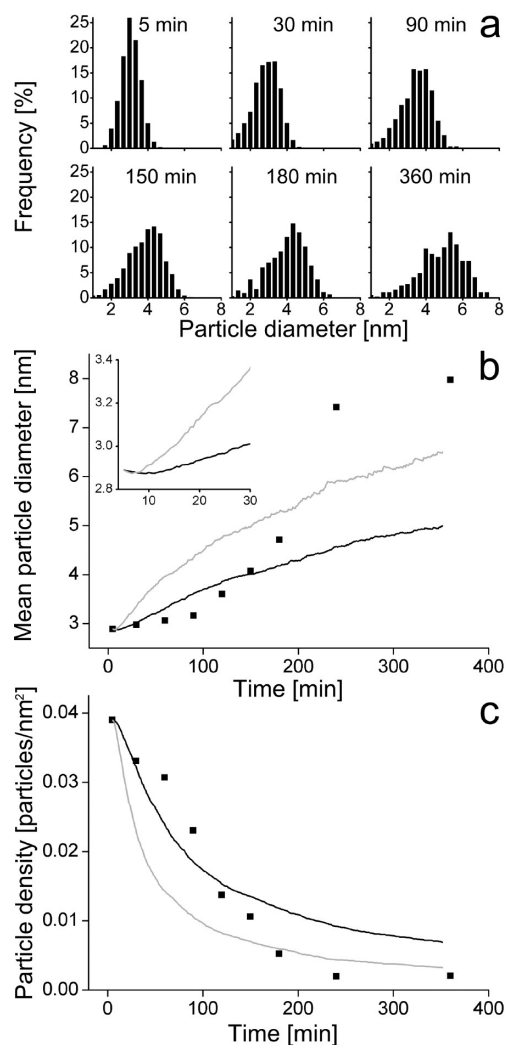 5 min 30 min 90 min a
25
20
15
10
5
0
Frequency [%]
150 min 180 min 360 min
25
20
15
10
5
0
2 4 6 8 2 4 6 8 2 4 6 8
Particle diameter [nm]
b
8
7
6
5
4
3
Mean particle diameter [nm]
3.4
3.2
3.0
2.8
10 20 30
0 100 200 300 400
Time [min]
c
0.04
0.03
0.02
0.01
0.00
Particle density [particles/nm²]
0 100 200 300 400
Time [min]